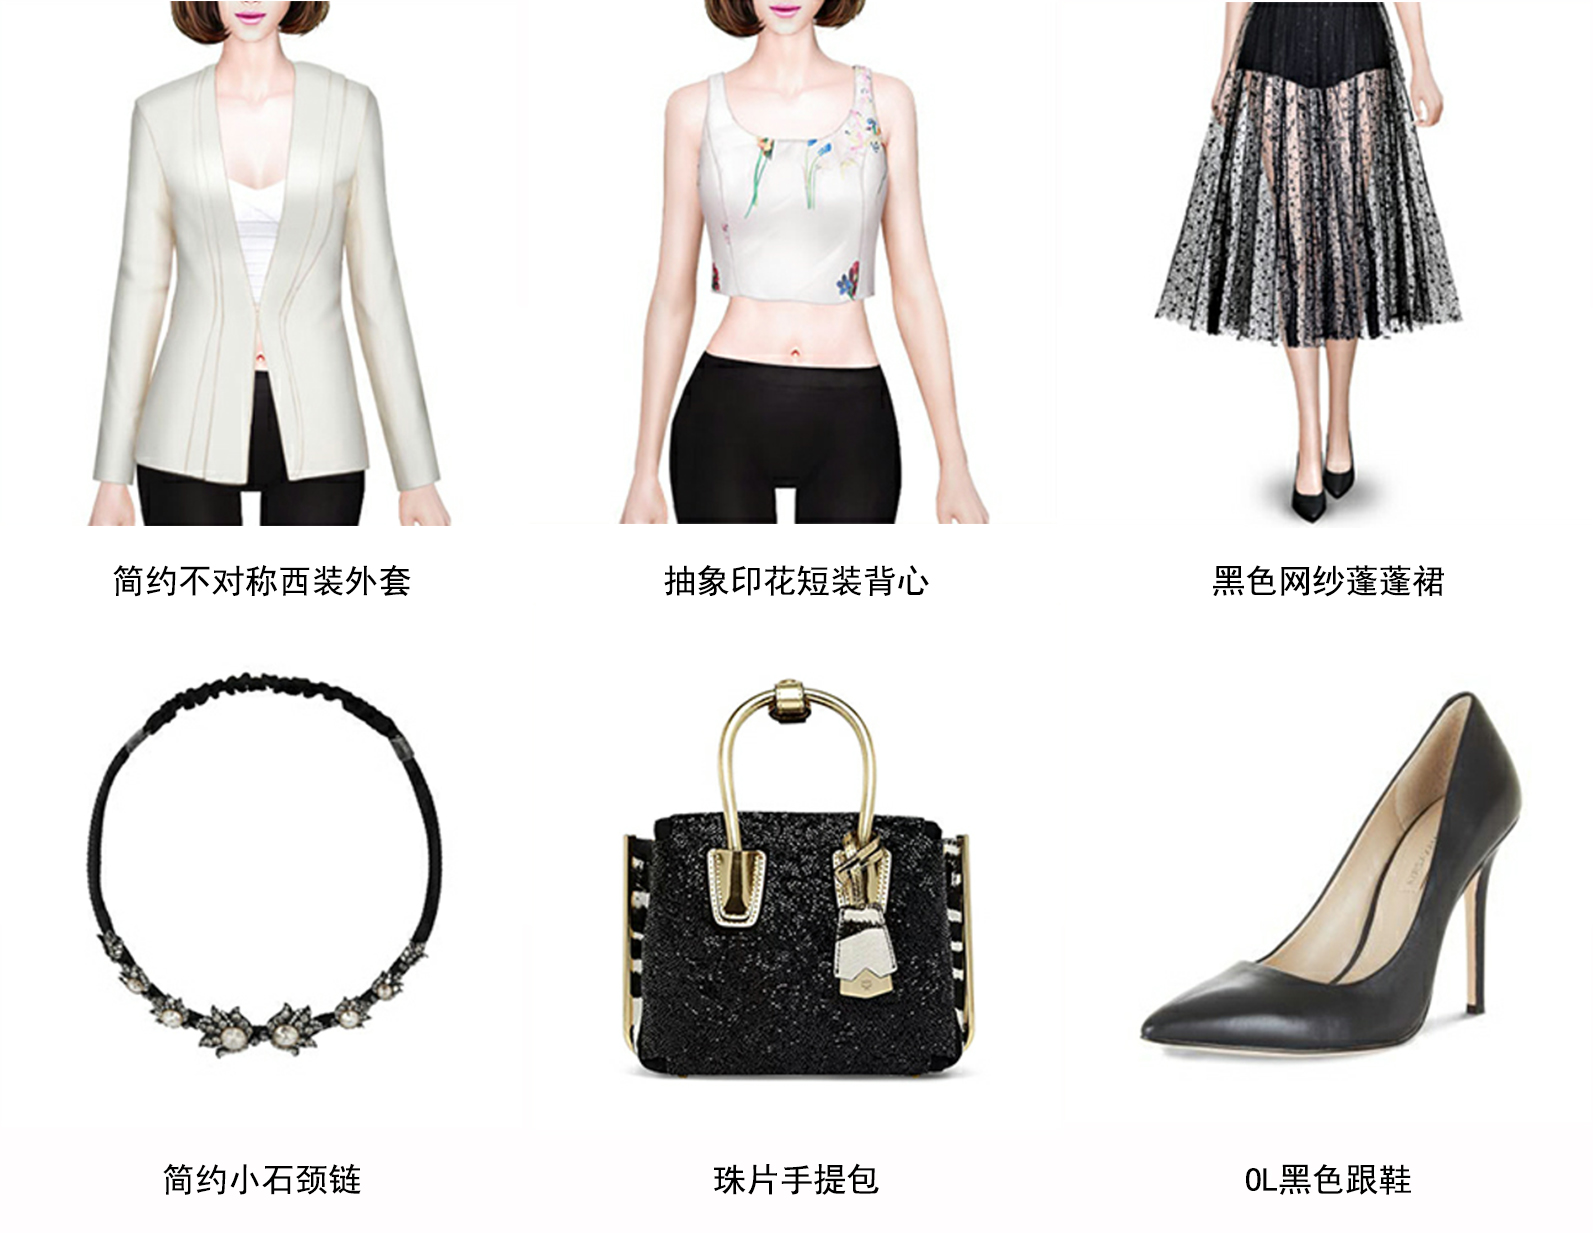 简约不对称西装外套
抽象印花短装背心
黑色网纱蓬蓬裙
简约小石颈链
珠片手提包
OL黑色跟鞋